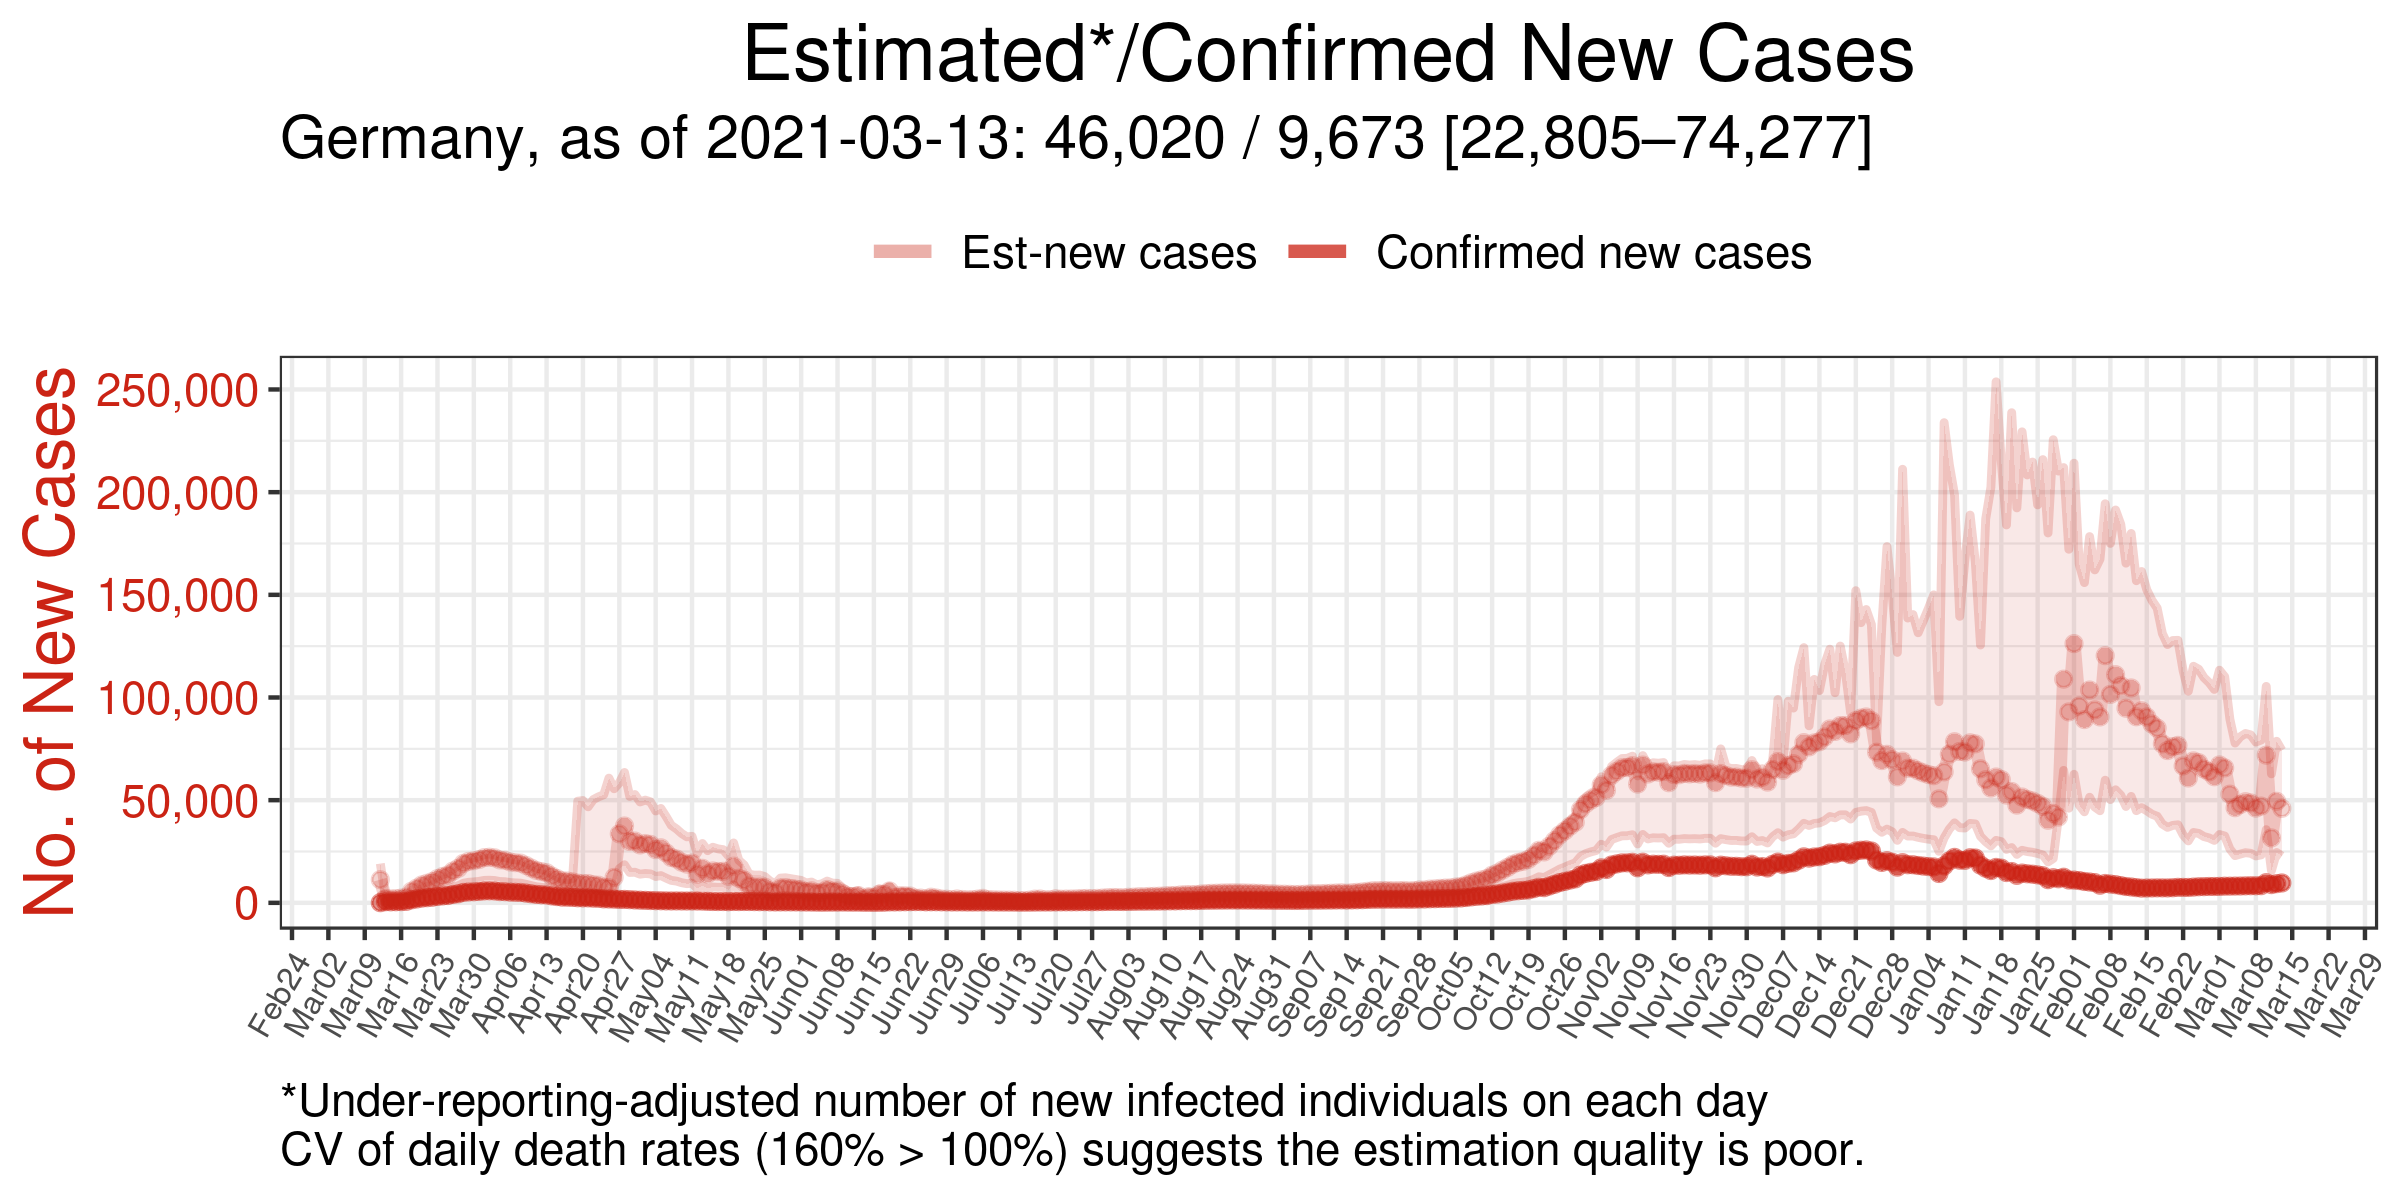 Estimated*/Confirmed New Cases
Germany, as of 2021-03-13: 46,020 / 9,673 [22,805–74,277]
Est-new cases
Confirmed new cases
No. of New Cases
250,000
200,000
150,000
100,000
50,000
0
Feb24
Mar02
Mar09
Mar16
Mar23
Mar30
Apr06
Apr13
Apr20
Apr27
May04
May11
May18
May25
Jun01
Jun08
Jun15
Jun22
Jun29
Jul06
Jul13
Jul20
Jul27
Aug03
Aug10
Aug17
Aug24
Aug31
Sep07
Sep14
Sep21
Sep28
Oct05
Oct12
Oct19
Oct26
Nov02
Nov09
Nov16
Nov23
Nov30
Dec07
Dec14
Dec21
Dec28
Jan04
Jan11
Jan18
Jan25
Feb01
Feb08
Feb15
Feb22
Mar01
Mar08
Mar15
Mar22
Mar29
*Under-reporting-adjusted number of new infected individuals on each day
CV of daily death rates (160% > 100%) suggests the estimation quality is poor.